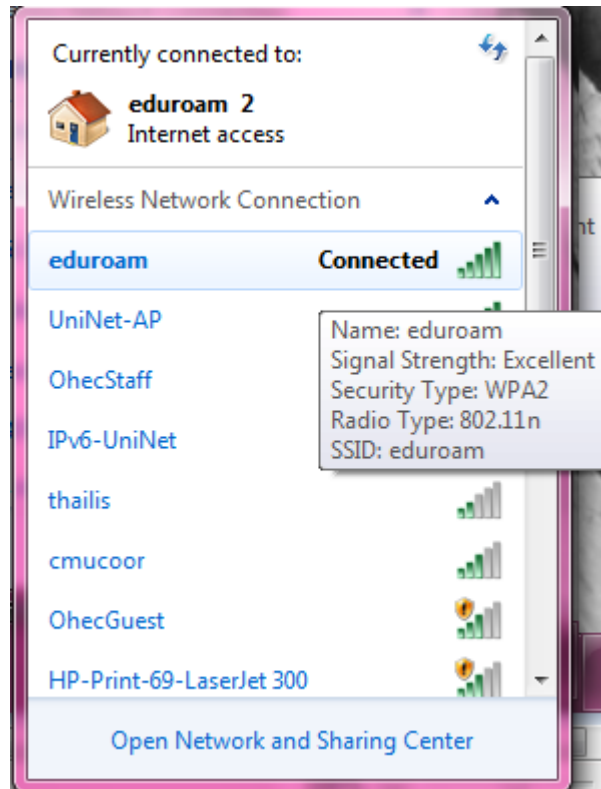 Currently connected to:
eduroam 2
Internet access
Wireless Network Connection
eduroam Connected
UniNet-AP
Name: eduroam
Signal Strength: Excellent
Security Type: WPA2
Radio Type: 802.11n
SSID: eduroam
OhecStaff
IPv6-UniNet
thailis
cmucoor
OhecGuest
HP-Print-69-LaserJet 300
Open Network and Sharing Center